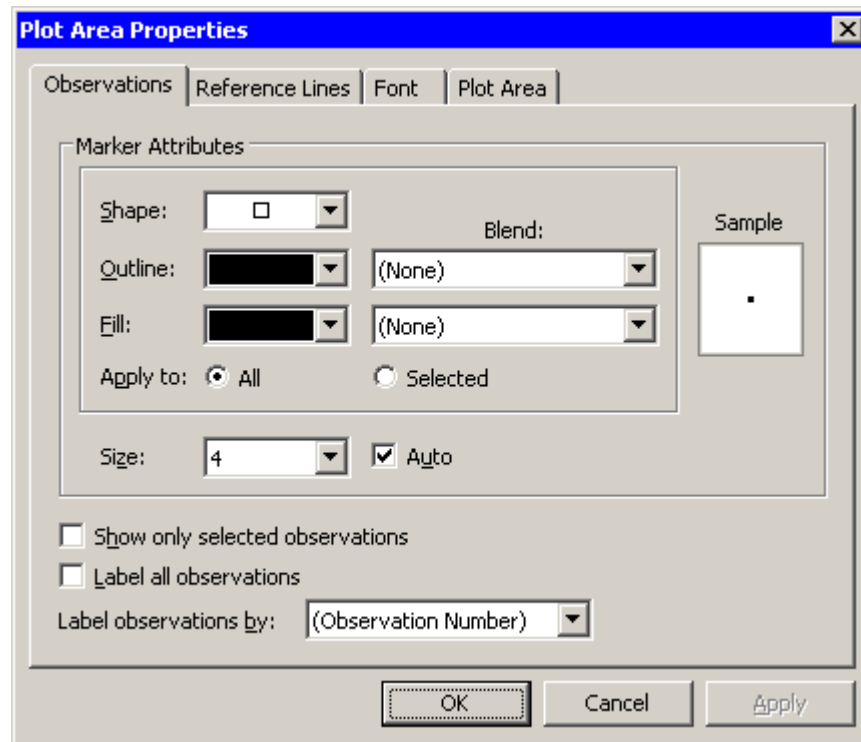 Plot Area Properties
Observations Reference Lines Font Plot Area
Marker Attributes
Shape:
Blend:
Sample
Outline: (None)
Fill: (None)
Apply to: All Selected
Size: 4 Auto
Show only selected observations
Label all observations
Label observations by: (Observation Number)
OK Cancel Apply